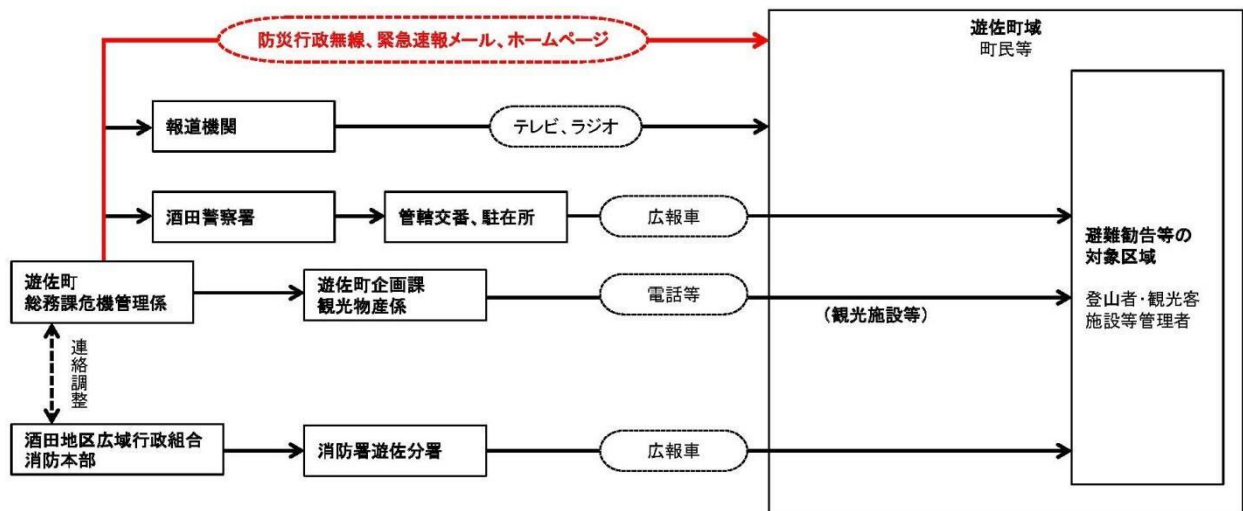 防災行政無線、緊急速報メール、ホームページ
遊佐町域
町民等
報道機関
テレビ、ラジオ
酒田警察署
管轄交番、駐在所
広報車
避難勧告等の
対象区域
登山者・観光客
施設等管理者
遊佐町
総務課危機管理係
遊佐町企画課
観光物産係
電話等
(観光施設等)
連絡調整
酒田地区広域行政組合
消防本部
消防署遊佐分署
広報車